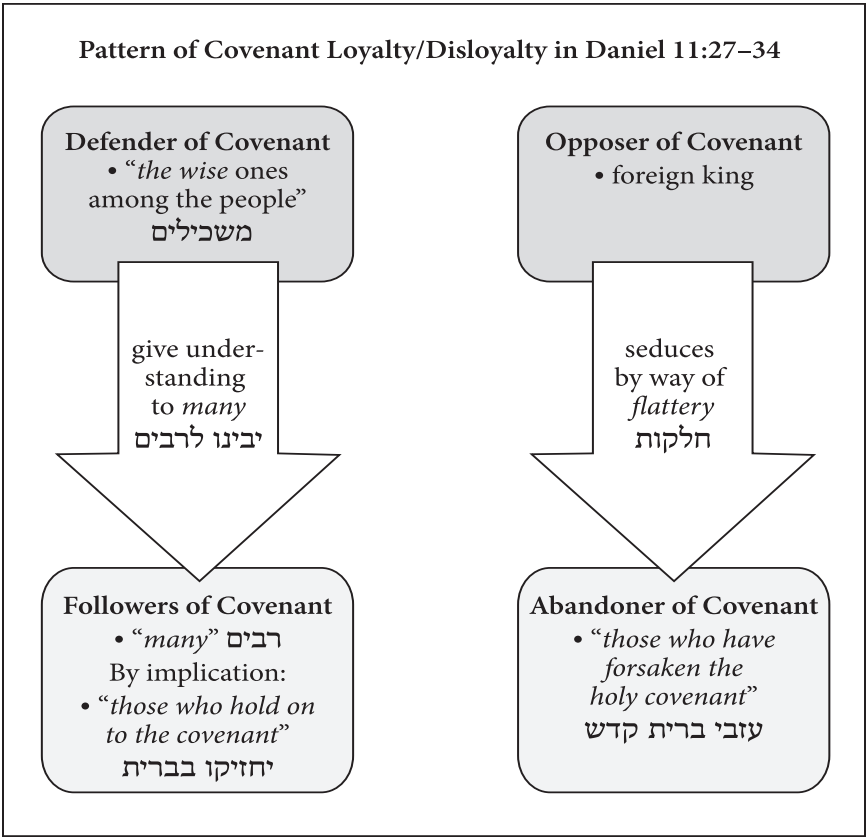 Pattern of Covenant Loyalty/Disloyalty in Daniel 11:27–34
Defender of Covenant
• “the wise ones
among the people”
משכילים
give under-
standing
to many
יבינו לרבים
Followers of Covenant
• “many” רבים
By implication:
• “those who hold on
to the covenant”
יחזיקו בברית
Opposer of Covenant
• foreign king
seduces
by way of
flattery
חלקות
Abandoner of Covenant
• “those who have
forsaken the
holy covenant”
עזבי ברית קדש